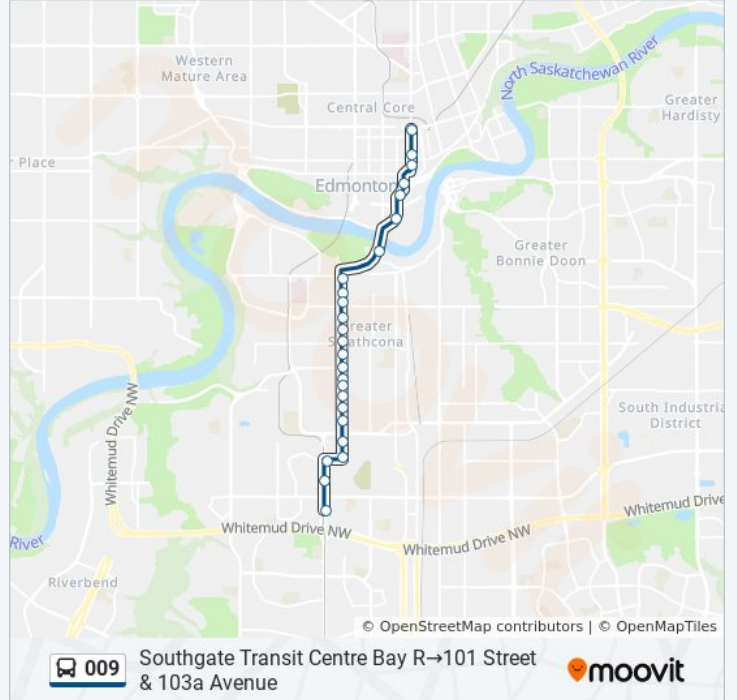 Western
Mature Area
Central Core
North Saskatchewan River
Greater
Hardisty
r Place
Edmonton
Greater
Bonnie Doon
Greater
Strathcona
Whitemud Drive NW
South Industria
District
Whitemud Drive
Whitemud Drive NW
Whitemud Drive NW
River
Riverbend
© OpenStreetMap contributors | © OpenMapTiles
009
Southgate Transit Centre Bay R→101 Street
& 103a Avenue
moovit